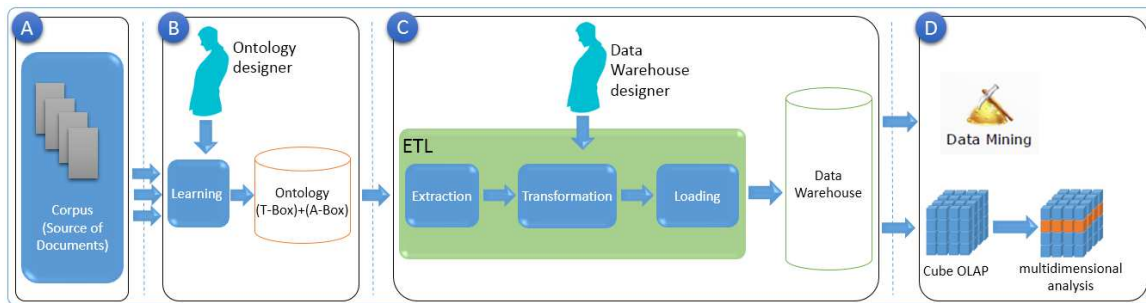 A
Corpus
(Source of
Documents)
B
Ontology
designer
Learning
Ontology
(T-Box)+(A-Box)
C
Data
Warehouse
designer
ETL
Extraction
Transformation
Loading
Data
Warehouse
D
Data Mining
Cube OLAP
multidimensional
analysis